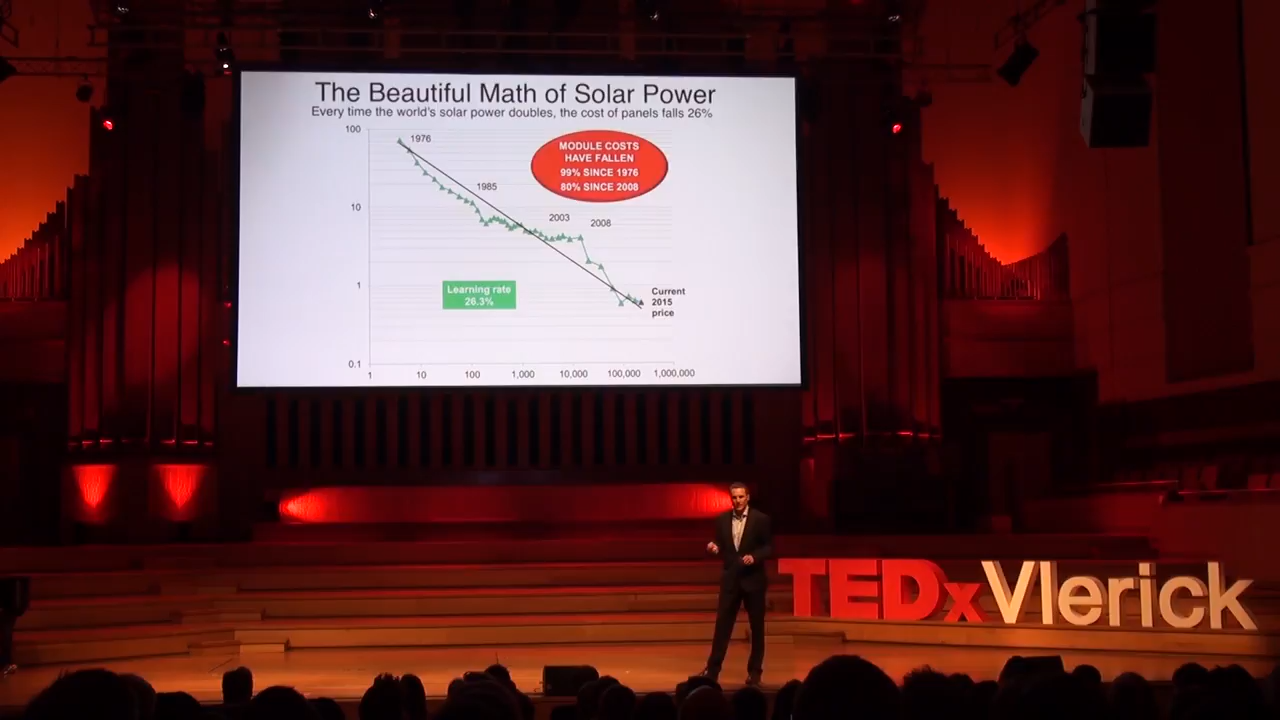 The Beautiful Math of Solar Power
Every time the world's solar power doubles, the cost of panels falls 26%
100
1976
MODULE COSTS
HAVE FALLEN
99% SINCE 1976
80% SINCE 2008
1985
10
2003
2008
1
Learning rate
26.3%
Current
2015
price
0.1
1
10
100
1,000
10,000
100,000
1,000,000
TEDxVlerick